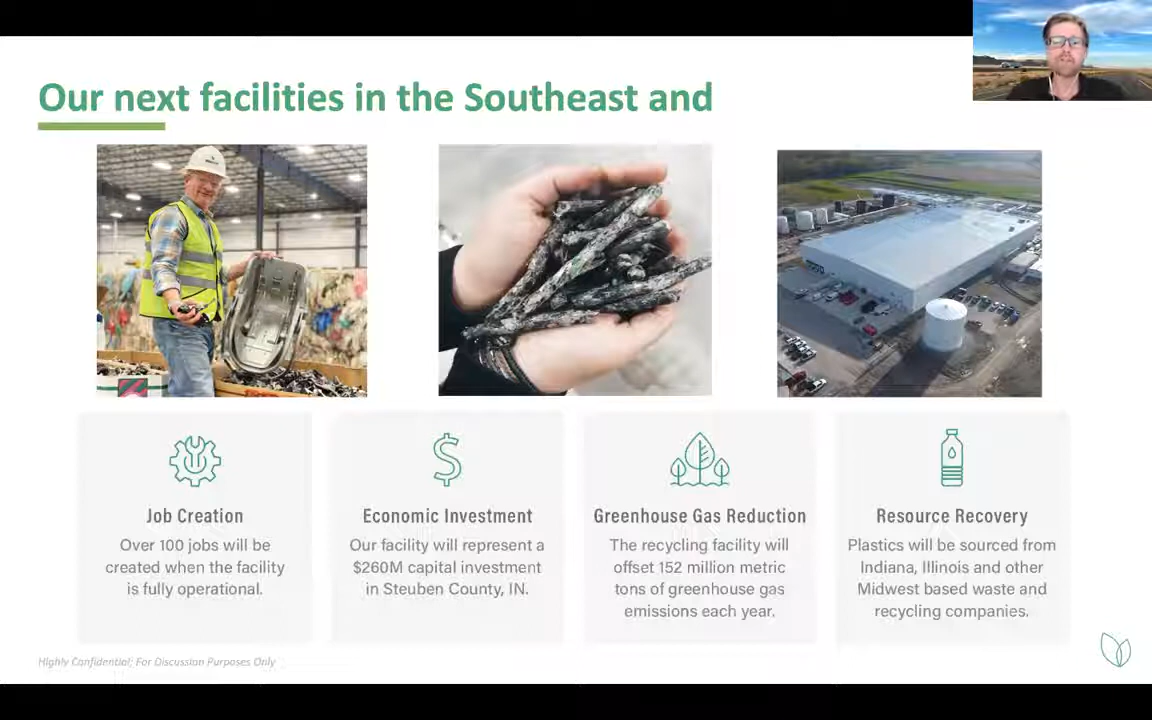 Our next facilities in the Southeast and
Job Creation
Over 100 jobs will be
created when the facility
is fully operational.
Economic Investment
Our facility will represent a
$260M capital investment
in Steuben County, IN.
Greenhouse Gas Reduction
The recycling facility will
offset 152 million metric
tons of greenhouse gas
emissions each year.
Resource Recovery
Plastics will be sourced from
Indiana, Illinois and other
Midwest based waste and
recycling companies.
Highly Confidential; For Discussion Purposes Only